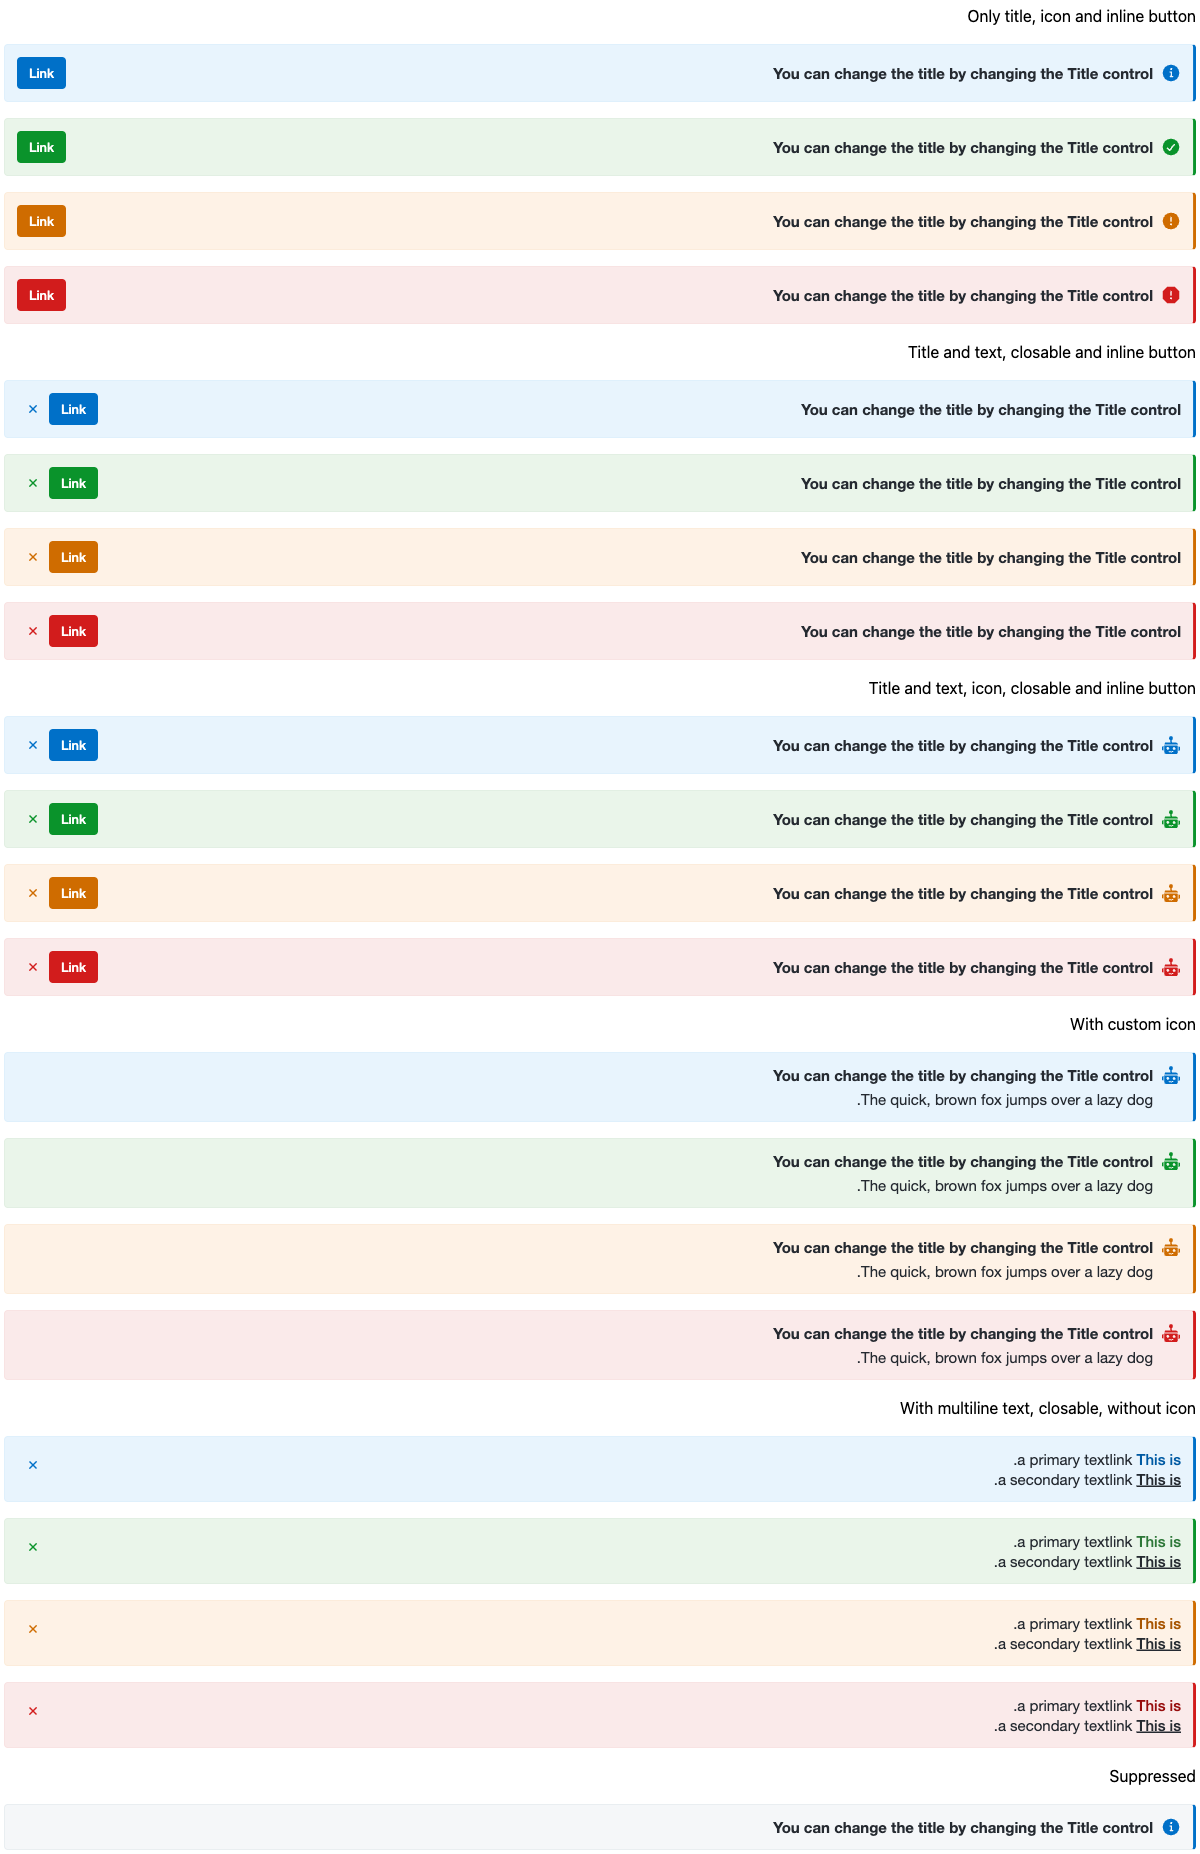 Only title, icon and inline button
You can change the title by changing the Title control
Link
You can change the title by changing the Title control
Link
You can change the title by changing the Title control
Link
You can change the title by changing the Title control
Link
Title and text, closable and inline button
You can change the title by changing the Title control
Link
You can change the title by changing the Title control
Link
You can change the title by changing the Title control
Link
You can change the title by changing the Title control
Link
Title and text, icon, closable and inline button
You can change the title by changing the Title control
Link
You can change the title by changing the Title control
Link
You can change the title by changing the Title control
Link
You can change the title by changing the Title control
Link
With custom icon
You can change the title by changing the Title control
.The quick, brown fox jumps over a lazy dog
You can change the title by changing the Title control
.The quick, brown fox jumps over a lazy dog
You can change the title by changing the Title control
.The quick, brown fox jumps over a lazy dog
You can change the title by changing the Title control
.The quick, brown fox jumps over a lazy dog
With multiline text, closable, without icon
.a primary textlink This is
.a secondary textlink This is
.a primary textlink This is
.a secondary textlink This is
.a primary textlink This is
.a secondary textlink This is
.a primary textlink This is
.a secondary textlink This is
Suppressed
You can change the title by changing the Title control